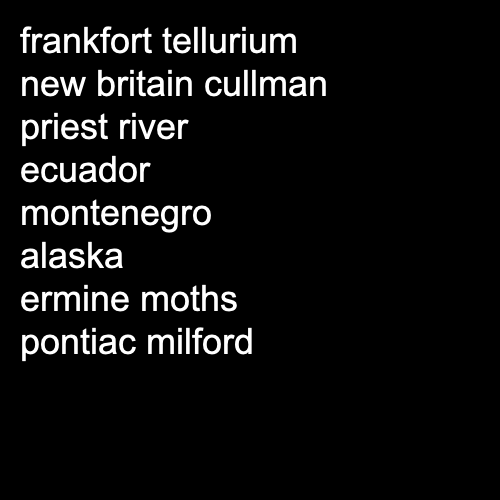 frankfort tellurium
new britain cullman
priest river
ecuador
montenegro
alaska
ermine moths
pontiac milford